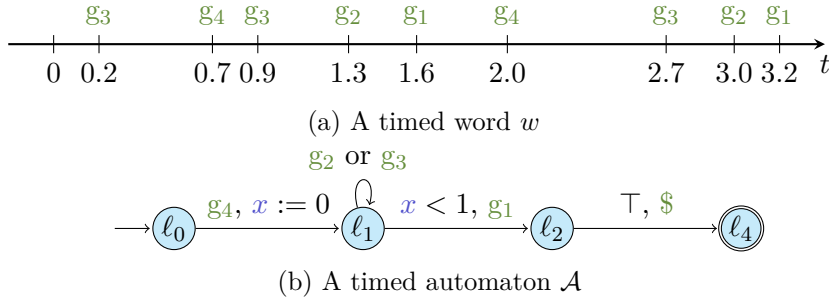 g₃ g₄ g₃ g₂ g₁ g₄ g₃ g₂ g₁
0 0.2 0.7 0.9 1.3 1.6 2.0 2.7 3.0 3.2 t
(a) A timed word w
g₂ or g₃
ℓ₀ g₄, x := 0 ℓ₁ x < 1, g₁ ℓ₂ ⊤, $ ℓ₄
(b) A timed automaton 𝒜